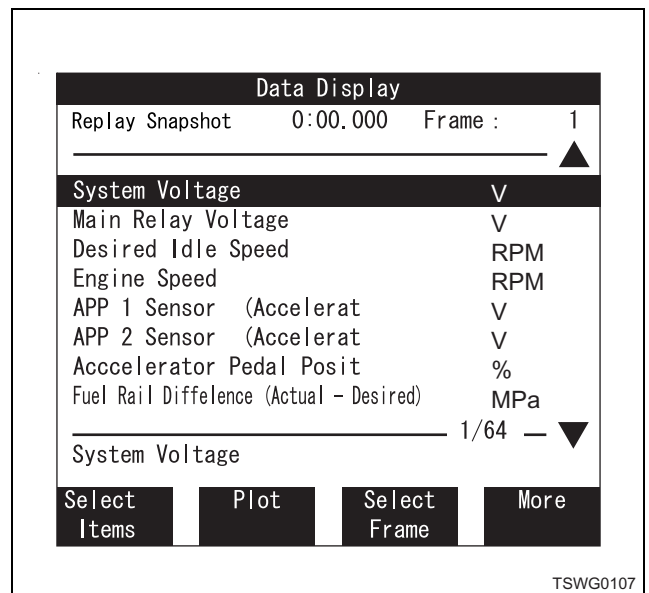 Data Display
Replay Snapshot 0:00.000 Frame : 1
System Voltage V
Main Relay Voltage V
Desired Idle Speed RPM
Engine Speed RPM
APP 1 Sensor (Accelerat V
APP 2 Sensor (Accelerat V
Acccelerator Pedal Posit %
Fuel Rail Diffelence (Actual - Desired) MPa
1/64
System Voltage
Select Items Plot Select Frame More
TSWG0107